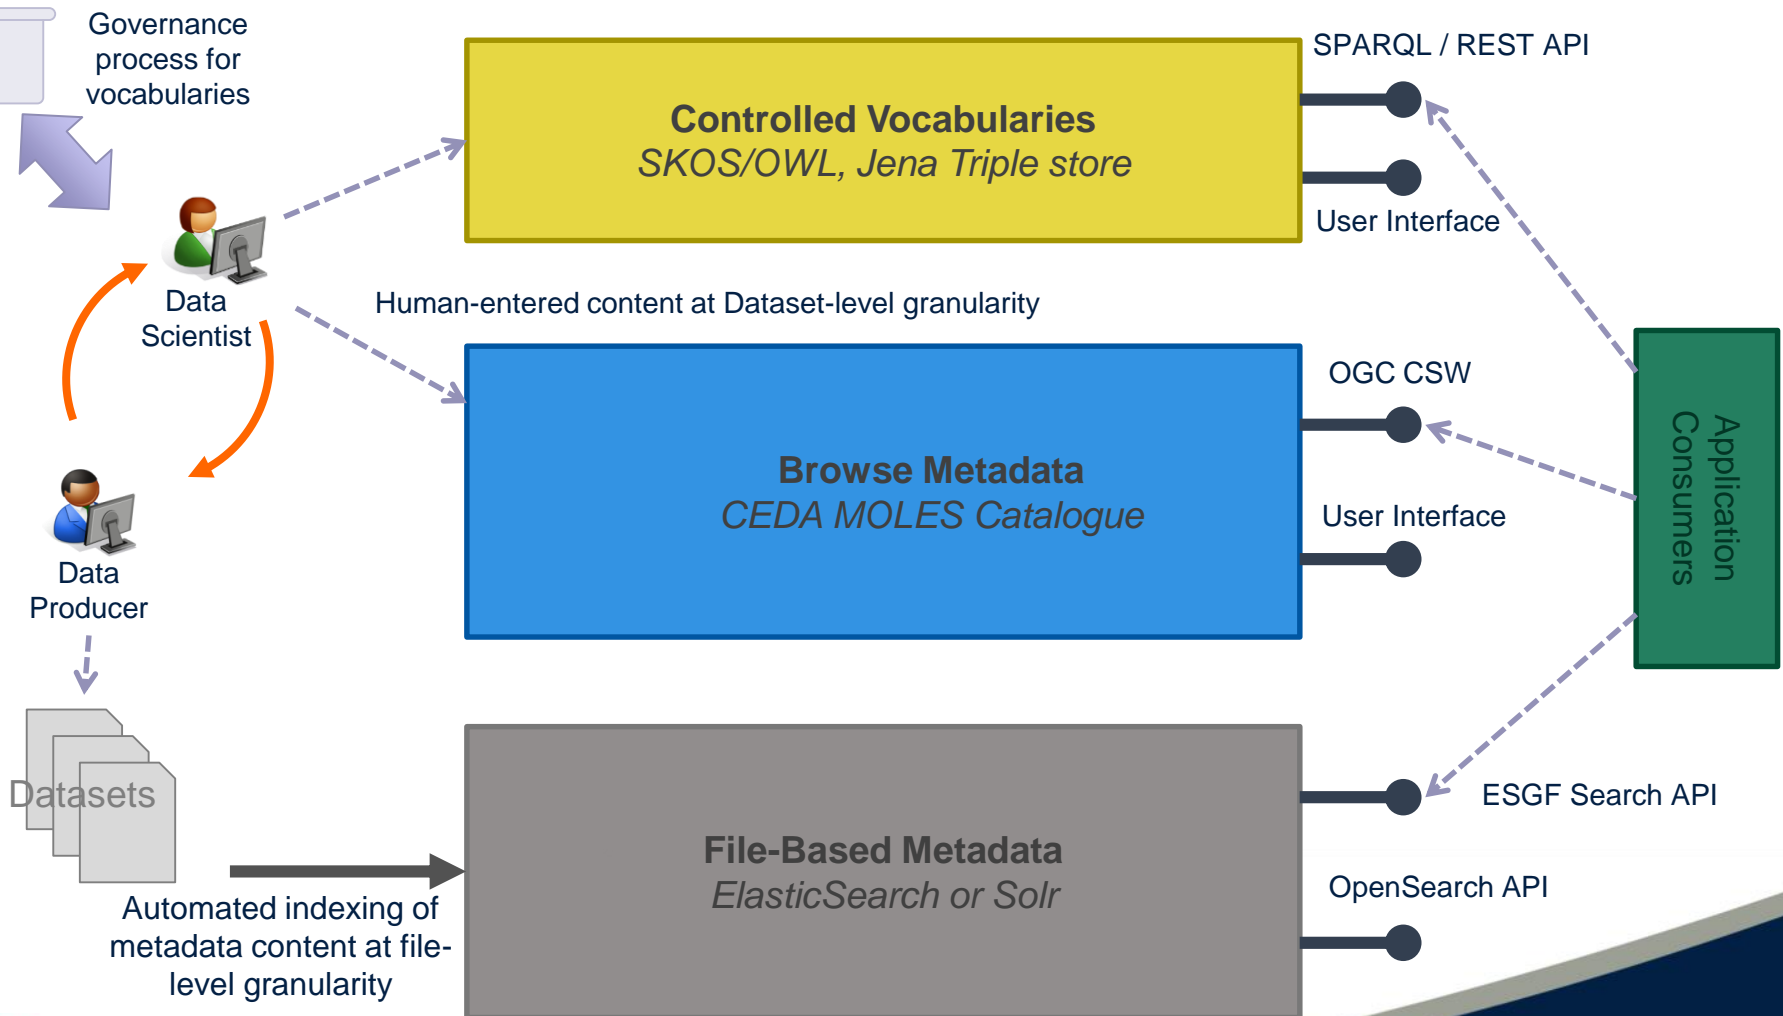 Governance
process for
vocabularies
SPARQL / REST API
Controlled Vocabularies
SKOS/OWL, Jena Triple store
User Interface
Data
Scientist
Human-entered content at Dataset-level granularity
OGC CSW
Browse Metadata
CEDA MOLES Catalogue
User Interface
Application
Consumers
Data
Producer
Datasets
ESGF Search API
File-Based Metadata
ElasticSearch or Solr
OpenSearch API
Automated indexing of
metadata content at file-
level granularity